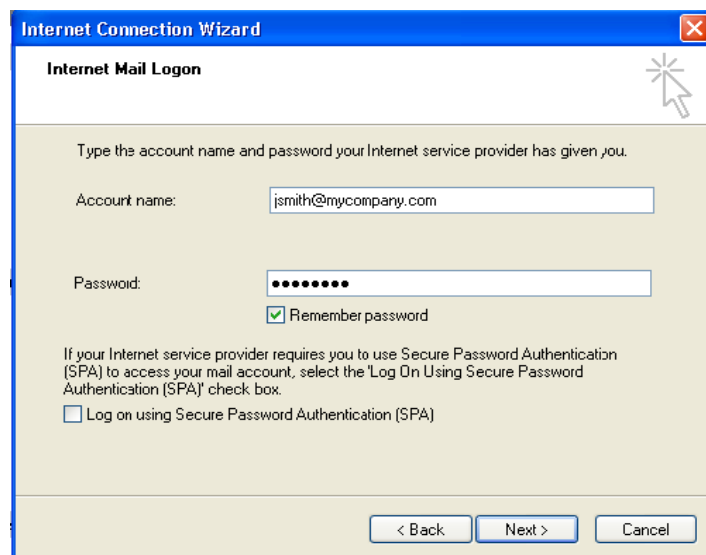 Internet Connection Wizard
Internet Mail Logon
Type the account name and password your Internet service provider has given you.
Account name:
jsmith@mycompany.com
Password:
••••••••
Remember password
If your Internet service provider requires you to use Secure Password Authentication
(SPA) to access your mail account, select the 'Log On Using Secure Password
Authentication (SPA)' check box.
Log on using Secure Password Authentication (SPA)
< Back
Next >
Cancel